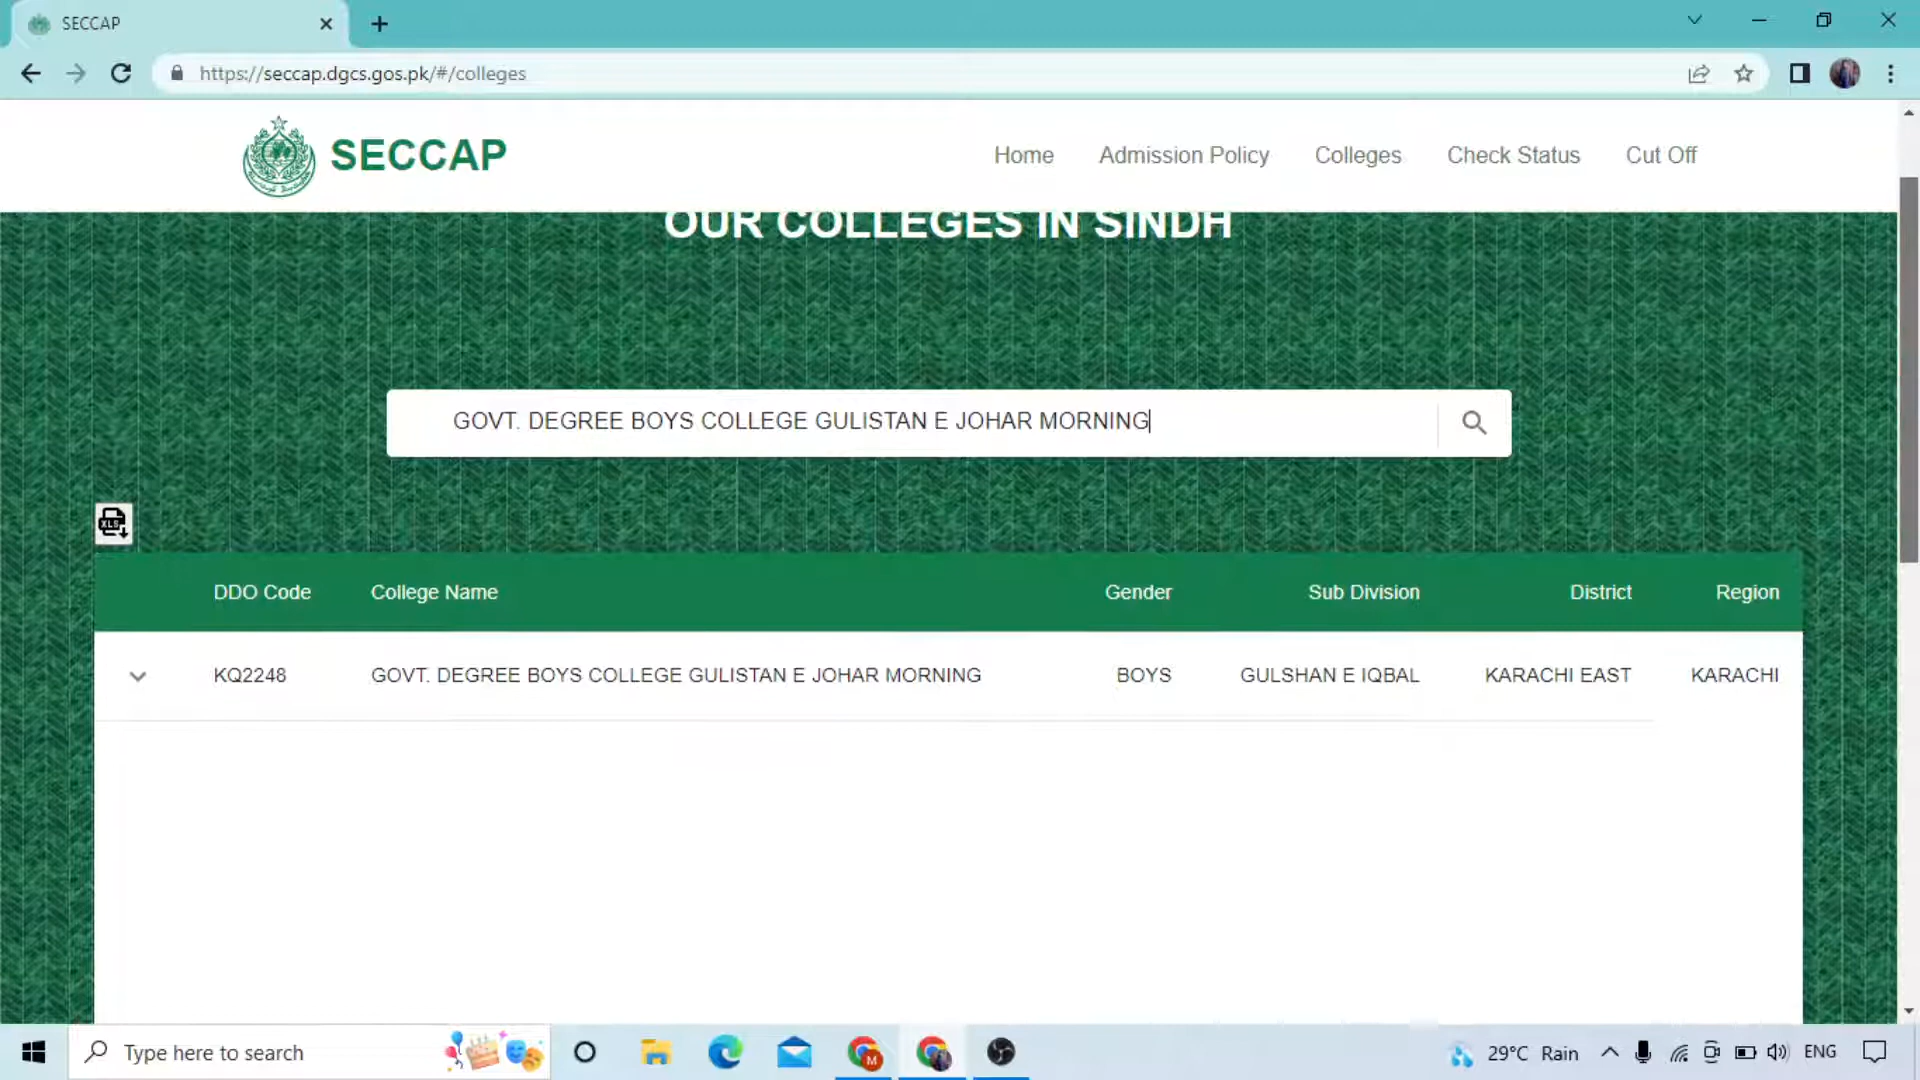 SECCAP
https://seccap.dgcs.gos.pk/#/colleges
SECCAP
Home Admission Policy Colleges Check Status Cut Off
OUR COLLEGES IN SINDH
GOVT. DEGREE BOYS COLLEGE GULISTAN E JOHAR MORNING
XLS
DDO Code College Name Gender Sub Division District Region
KQ2248 GOVT. DEGREE BOYS COLLEGE GULISTAN E JOHAR MORNING BOYS GULSHAN E IQBAL KARACHI EAST KARACHI
Type here to search M 29°C Rain ENG